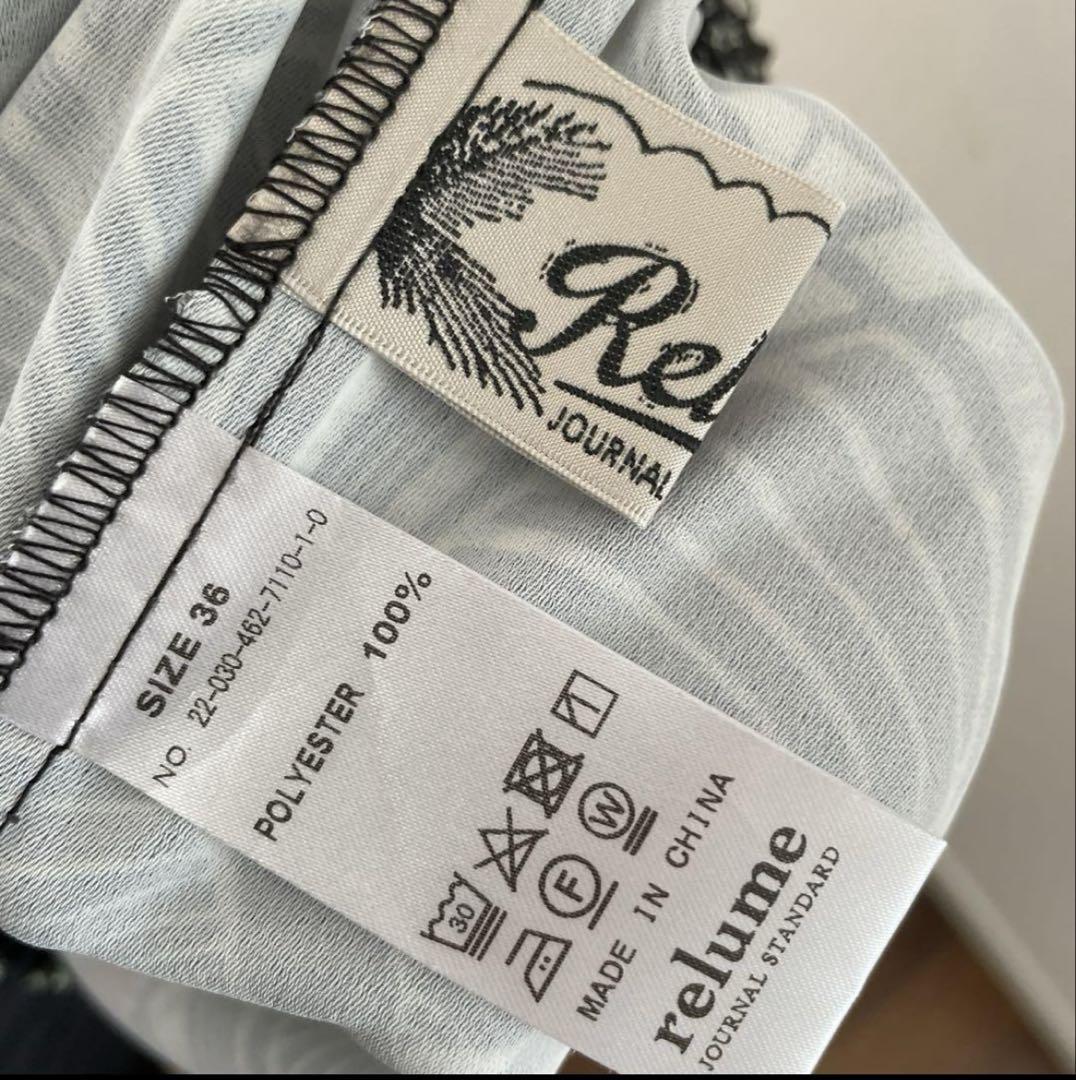 Rel
JOURNAL
SIZE 36
NO. 22-030-462-7110-1-0
POLYESTER 100%
30
F
W
MADE IN CHINA
relume
JOURNAL STANDARD